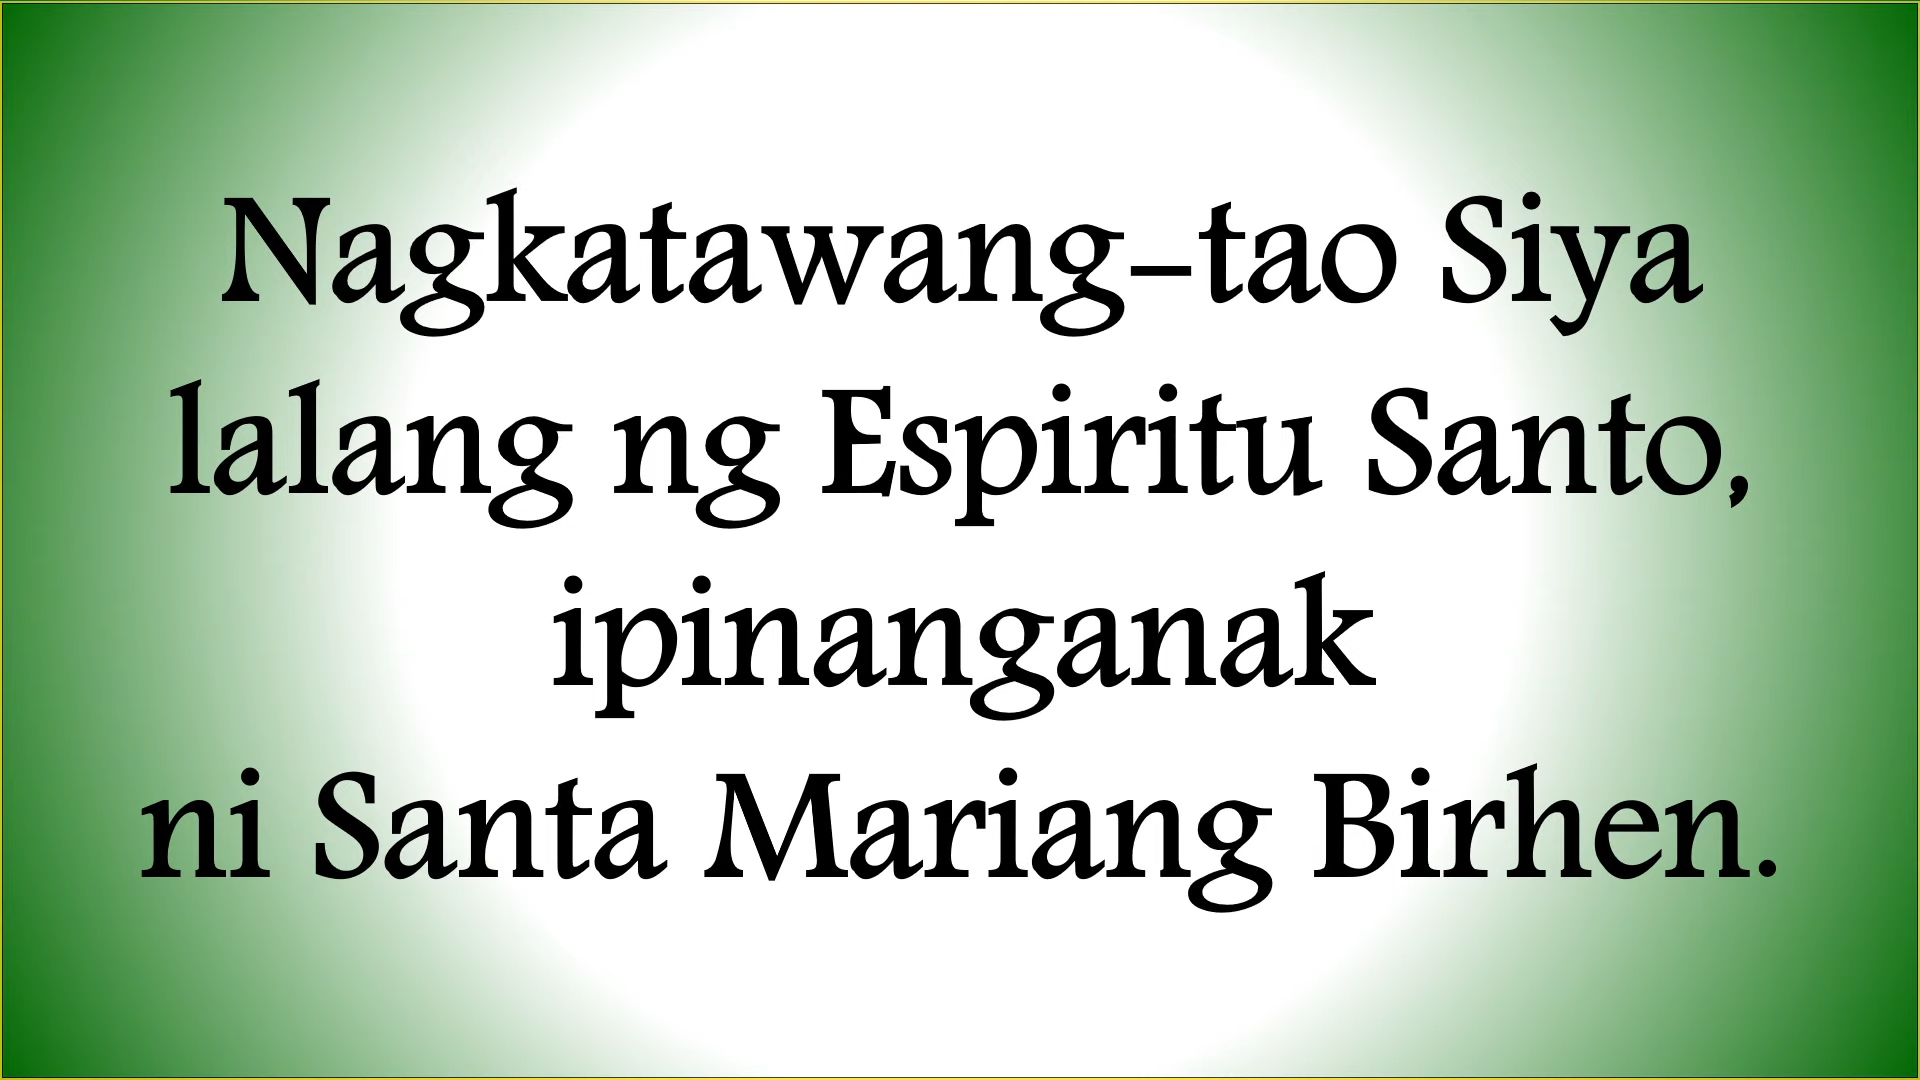 Nagkatawang-tao Siya
lalang ng Espiritu Santo,
ipinanganak
ni Santa Mariang Birhen.